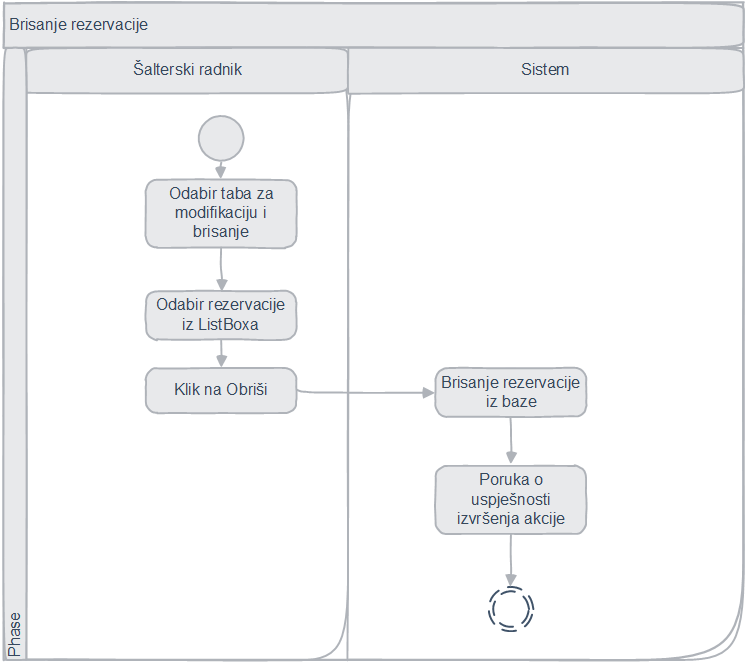 Brisanje rezervacije
Šalterski radnik
Sistem
Odabir taba za
modifikaciju i
brisanje
Odabir rezervacije
iz ListBoxa
Klik na Obriši
Brisanje rezervacije
iz baze
Poruka o
uspješnosti
izvršenja akcije
Phase